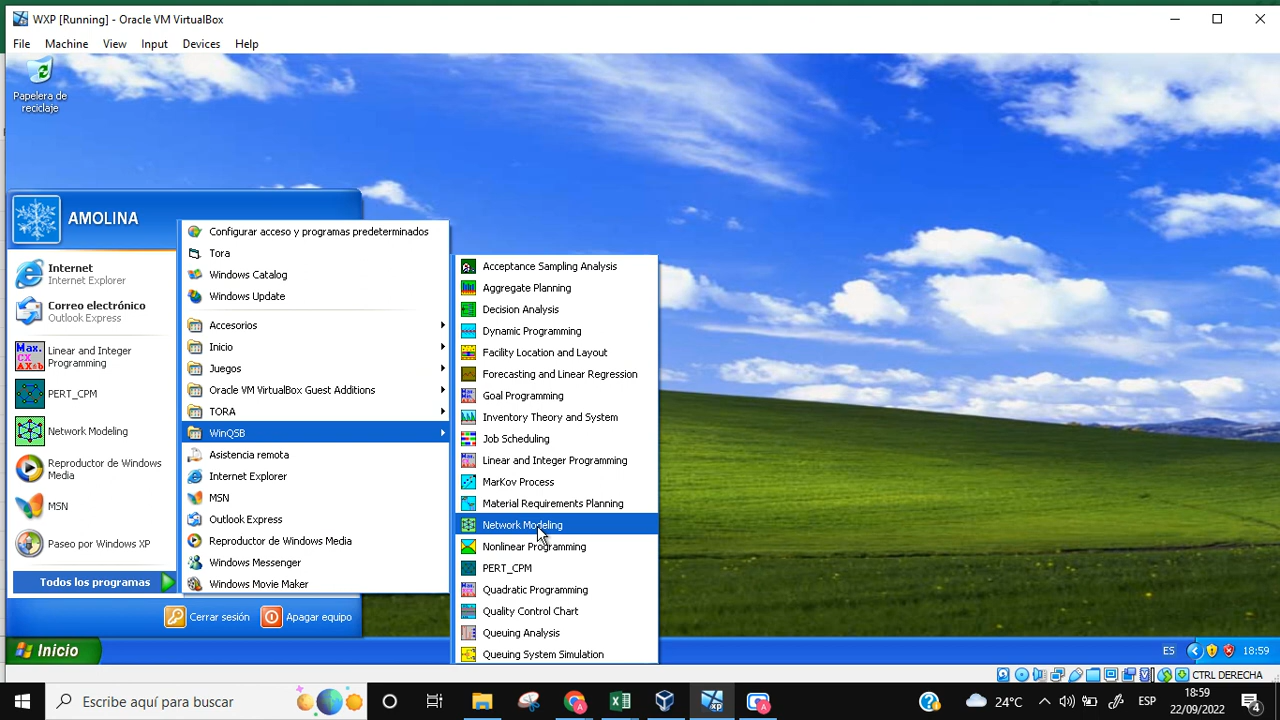 WXP [Running] - Oracle VM VirtualBox
File Machine View Input Devices Help
Papelera de
reciclaje
AMOLINA
Internet
Internet Explorer
Correo electrónico
Outlook Express
Linear and Integer
Programming
PERT_CPM
Network Modeling
Reproductor de Windows
Media
MSN
Paseo por Windows XP
Todos los programas
Cerrar sesión
Apagar equipo
Configurar acceso y programas predeterminados
Tora
Windows Catalog
Windows Update
Accesorios
Inicio
Juegos
Oracle VM VirtualBox Guest Additions
TORA
WinQSB
Asistencia remota
Internet Explorer
MSN
Outlook Express
Reproductor de Windows Media
Windows Messenger
Windows Movie Maker
Acceptance Sampling Analysis
Aggregate Planning
Decision Analysis
Dynamic Programming
Facility Location and Layout
Forecasting and Linear Regression
Goal Programming
Inventory Theory and System
Job Scheduling
Linear and Integer Programming
MarKov Process
Material Requirements Planning
Network Modeling
Nonlinear Programming
PERT_CPM
Quadratic Programming
Quality Control Chart
Queuing Analysis
Queuing System Simulation
Max.
CX
AX≤b
Inicio
ES
18:59
CTRL DERECHA
Escribe aquí para buscar
24°C
ESP
18:59
22/09/2022
4